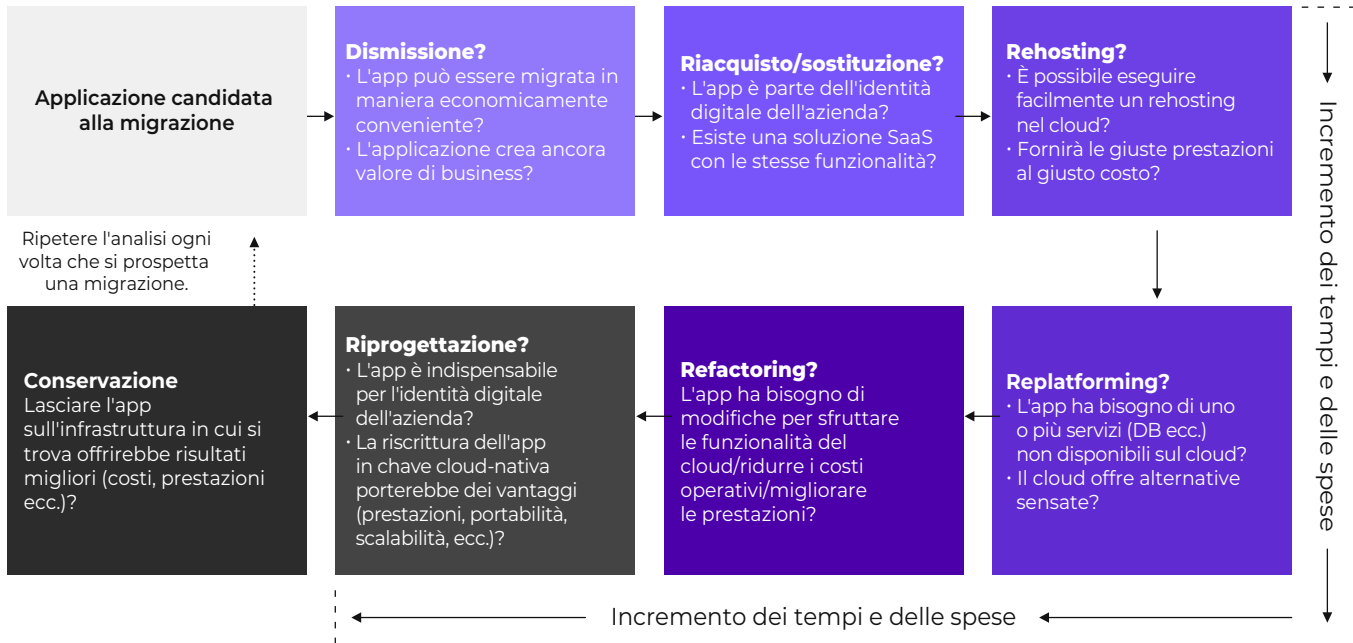 Applicazione candidata
alla migrazione
Dismissione?
· L'app può essere migrata in
maniera economicamente
conveniente?
· L'applicazione crea ancora
valore di business?
Riacquisto/sostituzione?
· L'app è parte dell'identità
digitale dell'azienda?
· Esiste una soluzione SaaS
con le stesse funzionalità?
Rehosting?
· È possibile eseguire
facilmente un rehosting
nel cloud?
· Fornirà le giuste prestazioni
al giusto costo?
Incremento dei tempi e delle spese
Ripetere l'analisi ogni
volta che si prospetta
una migrazione.
Conservazione
Lasciare l'app
sull'infrastruttura in cui si
trova offrirebbe risultati
migliori (costi, prestazioni
ecc.)?
Riprogettazione?
· L'app è indispensabile
per l'identità digitale
dell'azienda?
· La riscrittura dell'app
in chave cloud-nativa
porterebbe dei vantaggi
(prestazioni, portabilità,
scalabilità, ecc.)?
Refactoring?
L'app ha bisogno di
modifiche per sfruttare
le funzionalità del
cloud/ridurre i costi
operativi/migliorare
le prestazioni?
Replatforming?
· L'app ha bisogno di uno
o più servizi (DB ecc.)
non disponibili sul cloud?
· Il cloud offre alternative
sensate?
Incremento dei tempi e delle spese